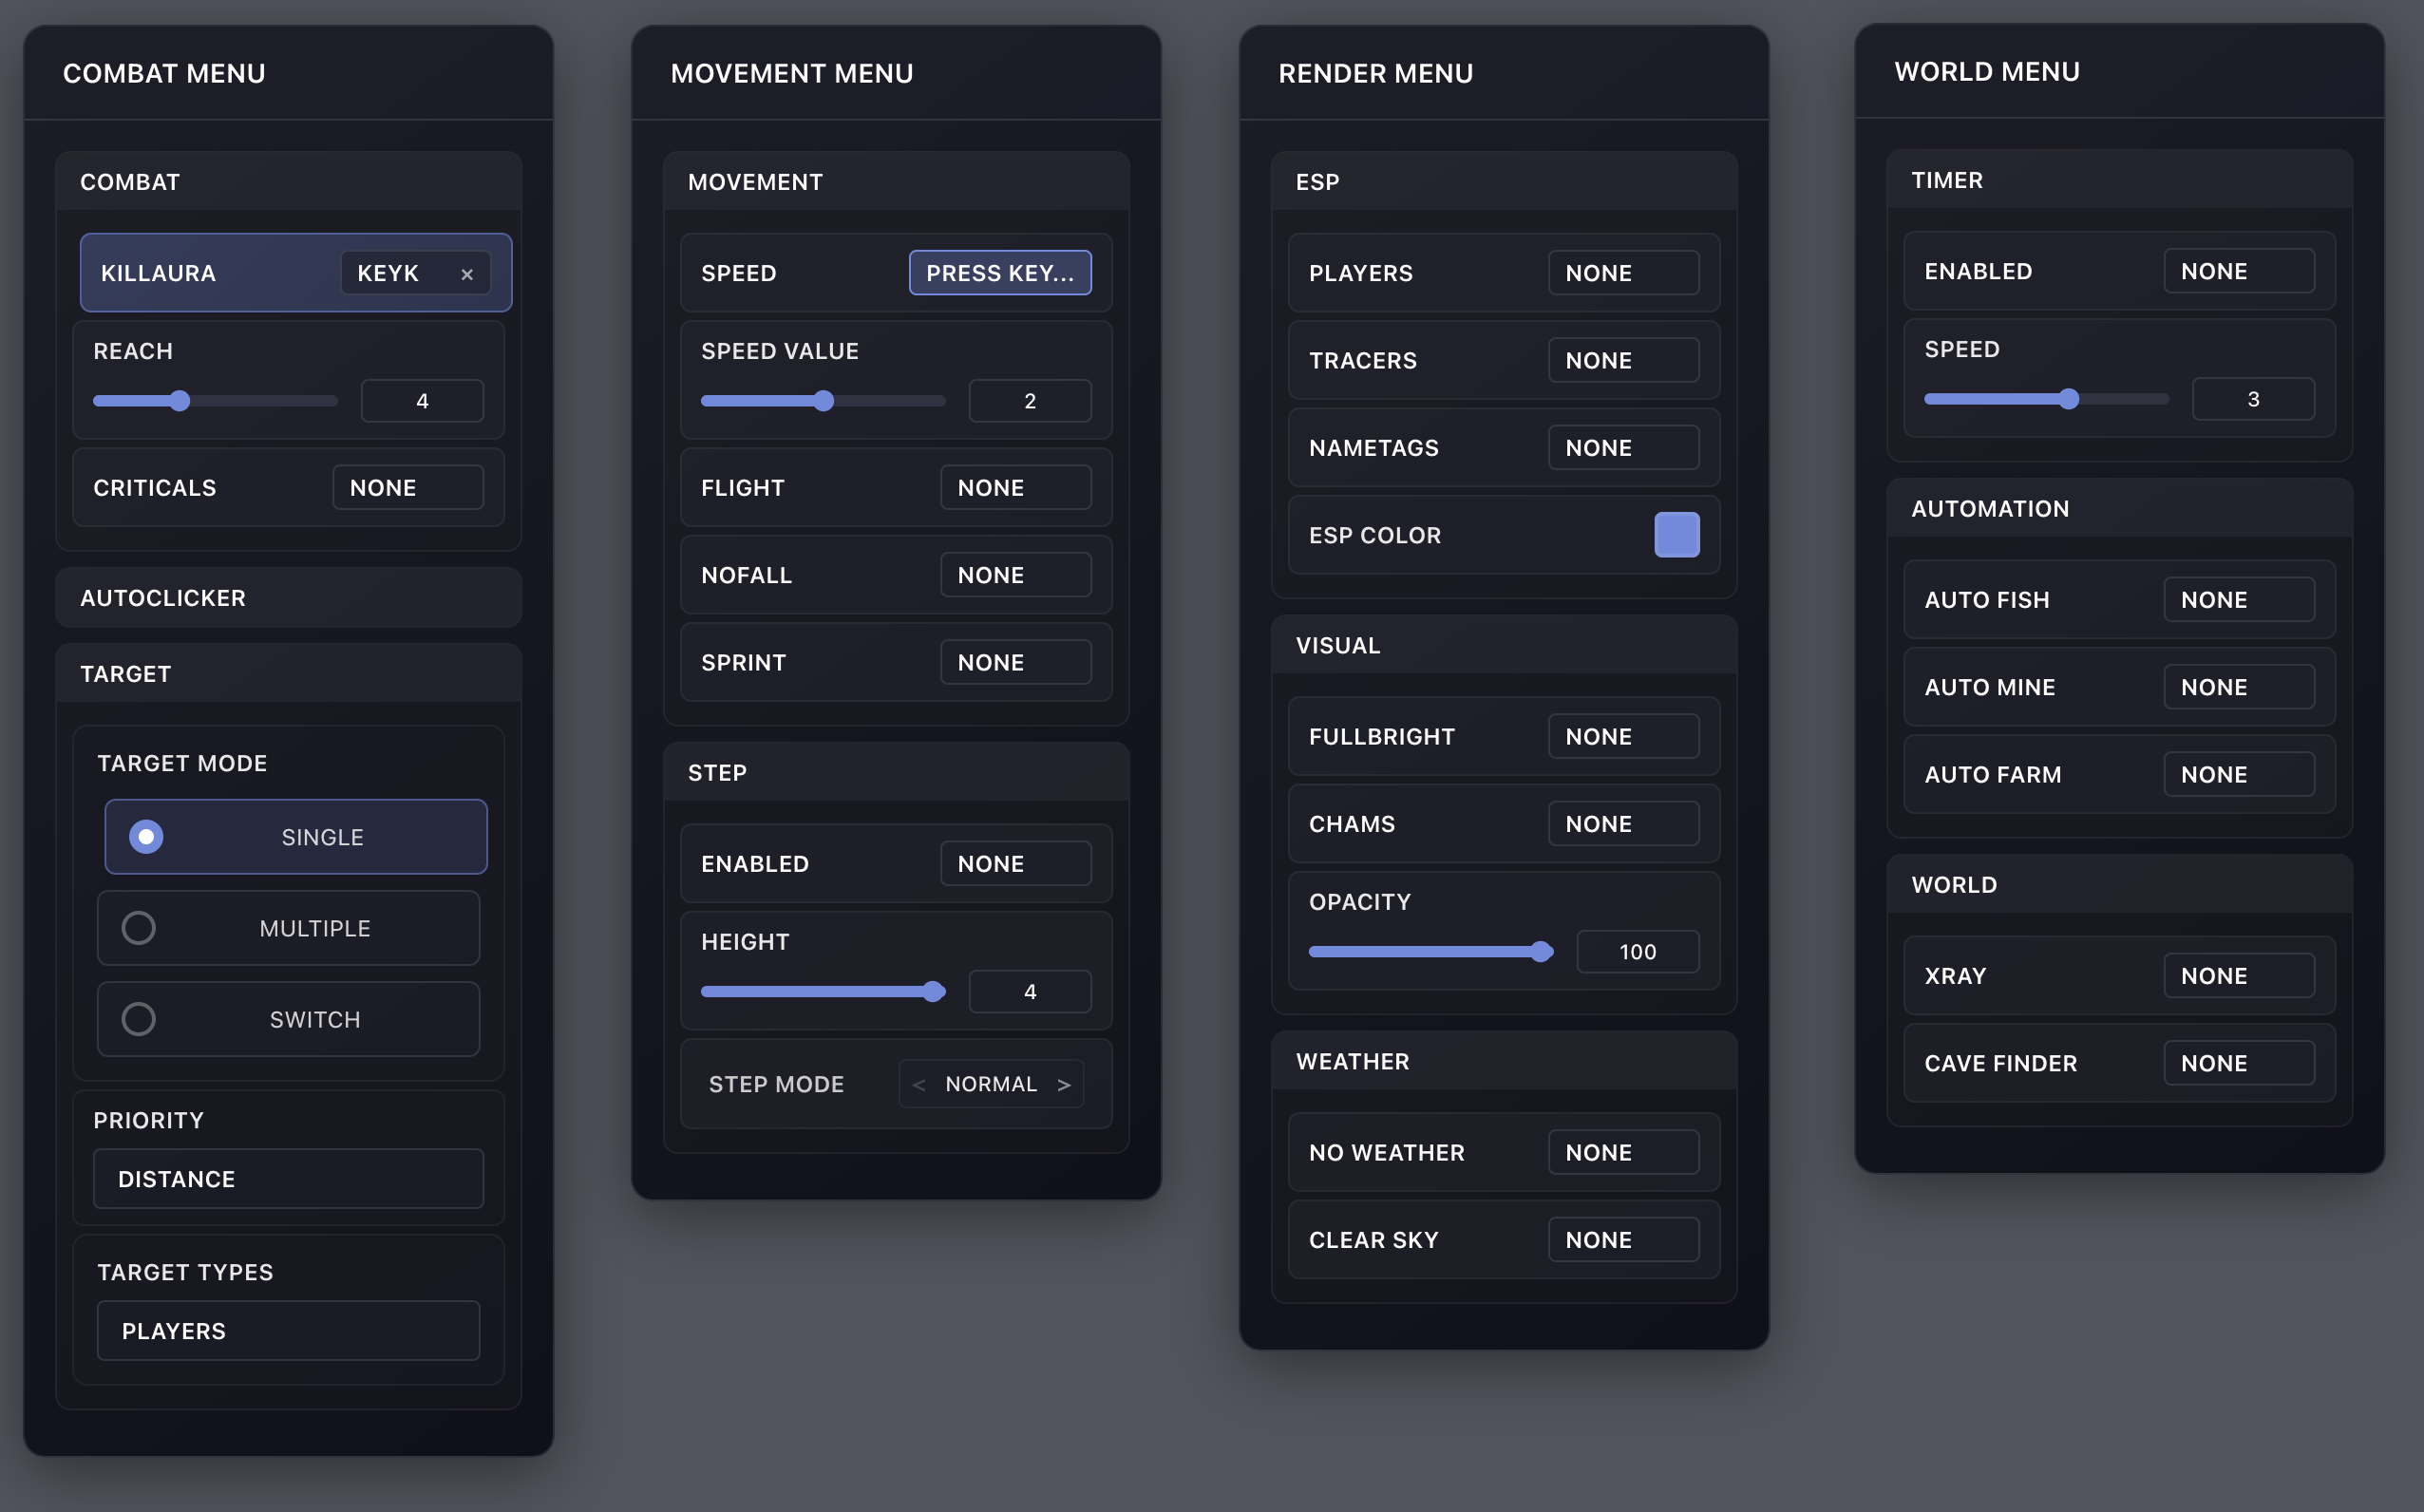 COMBAT MENU
COMBAT
KILLAURA KEYK ×
REACH
4
CRITICALS NONE
AUTOCLICKER
TARGET
TARGET MODE
SINGLE
MULTIPLE
SWITCH
PRIORITY
DISTANCE
TARGET TYPES
PLAYERS
MOVEMENT MENU
MOVEMENT
SPEED PRESS KEY...
SPEED VALUE
2
FLIGHT NONE
NOFALL NONE
SPRINT NONE
STEP
ENABLED NONE
HEIGHT
4
STEP MODE < NORMAL >
RENDER MENU
ESP
PLAYERS NONE
TRACERS NONE
NAMETAGS NONE
ESP COLOR
VISUAL
FULLBRIGHT NONE
CHAMS NONE
OPACITY
100
WEATHER
NO WEATHER NONE
CLEAR SKY NONE
WORLD MENU
TIMER
ENABLED NONE
SPEED
3
AUTOMATION
AUTO FISH NONE
AUTO MINE NONE
AUTO FARM NONE
WORLD
XRAY NONE
CAVE FINDER NONE